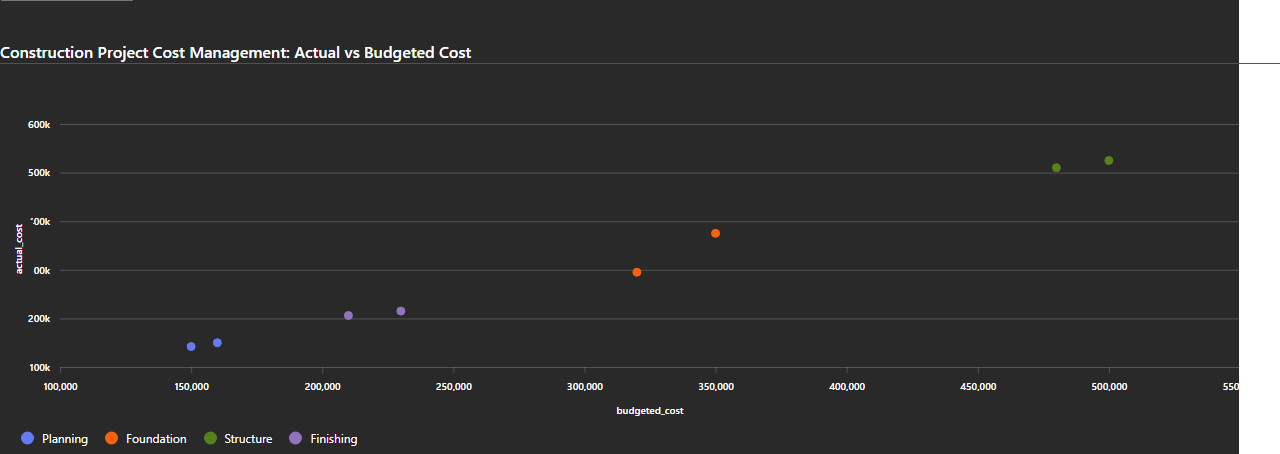 Construction Project Cost Management: Actual vs Budgeted Cost
600k
500k
00k
00k
200k
100k
actual_cost
100,000 150,000 200,000 250,000 300,000 350,000 400,000 450,000 500,000 550
budgeted_cost
Planning Foundation Structure Finishing